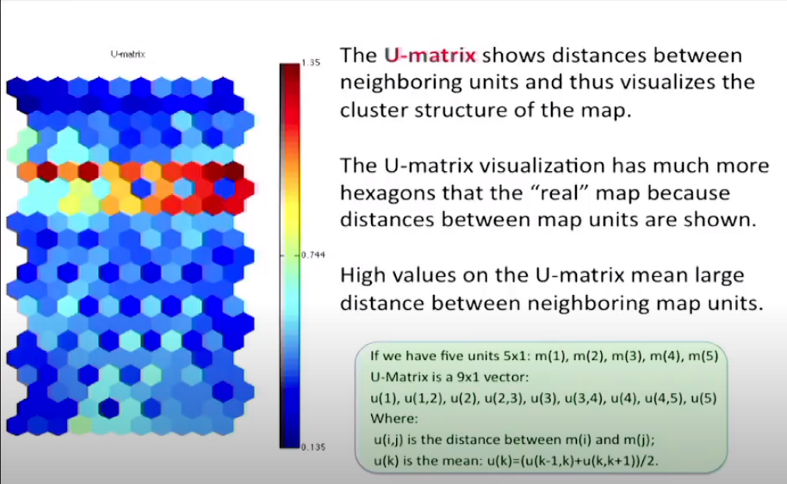 U-matrix
1.35
0.744
0.135
The U-matrix shows distances between
neighboring units and thus visualizes the
cluster structure of the map.
The U-matrix visualization has much more
hexagons that the “real” map because
distances between map units are shown.
High values on the U-matrix mean large
distance between neighboring map units.
If we have five units 5x1: m(1), m(2), m(3), m(4), m(5)
U-Matrix is a 9x1 vector:
u(1), u(1,2), u(2), u(2,3), u(3), u(3,4), u(4), u(4,5), u(5)
Where:
u(i,j) is the distance between m(i) and m(j);
u(k) is the mean: u(k)=(u(k-1,k)+u(k,k+1))/2.